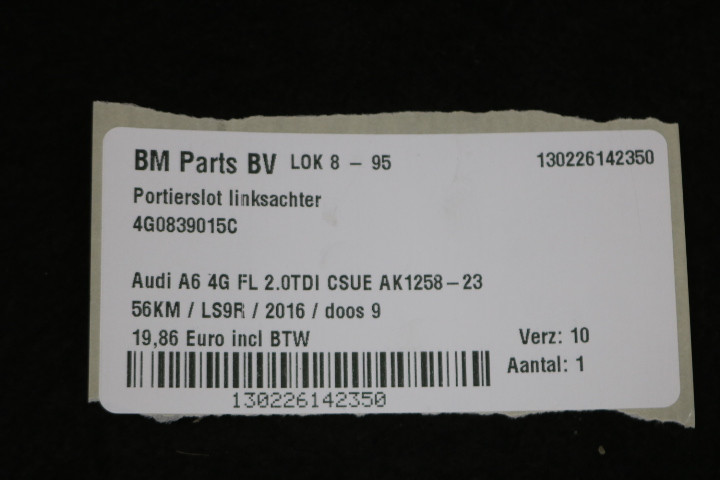 BM Parts BV LOK 8 - 95 130226142350
Portierslot linksachter
4G0839015C
Audi A6 4G FL 2.0TDI CSUE AK1258-23
56KM / LS9R / 2016 / doos 9
19,86 Euro incl BTW Verz: 10
Aantal: 1
130226142350